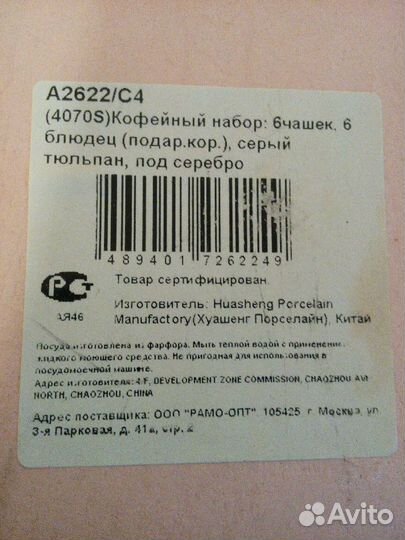 A2622/C4
(4070S)Кофейный набор: 6чашек, 6
блюдец (подар.кор.), серый
тюльпан, под серебро
489401 7262249
РСТ
АЯ46
Товар сертифицирован
Изготовитель: Huasheng Porcelain
Manufactory(Хуашенг Порселайн), Китай
Посуда изготовлена из фарфора. Мыть теплой водой с применением
жидкого моющего средства. Не пригодная для использования в
посудомоечной машине.
Адрес изготовителя: 4/F, DEVELOPMENT ZONE COMMISSION, CHAOZHOU AVE
NORTH, CHAOZHOU, CHINA
Адрес поставщика: ООО "РАМО-ОПТ", 105425 г. Москва, ул
3-я Парковая, д. 41а, стр. 2
Avito